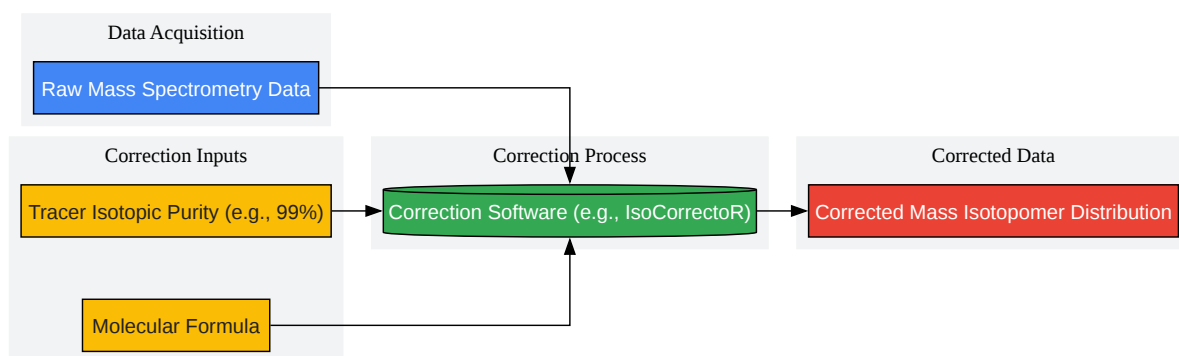 Data Acquisition
Raw Mass Spectrometry Data
Correction Inputs
Tracer Isotopic Purity (e.g., 99%)
Molecular Formula
Correction Process
Correction Software (e.g., IsoCorrectoR)
Corrected Data
Corrected Mass Isotopomer Distribution